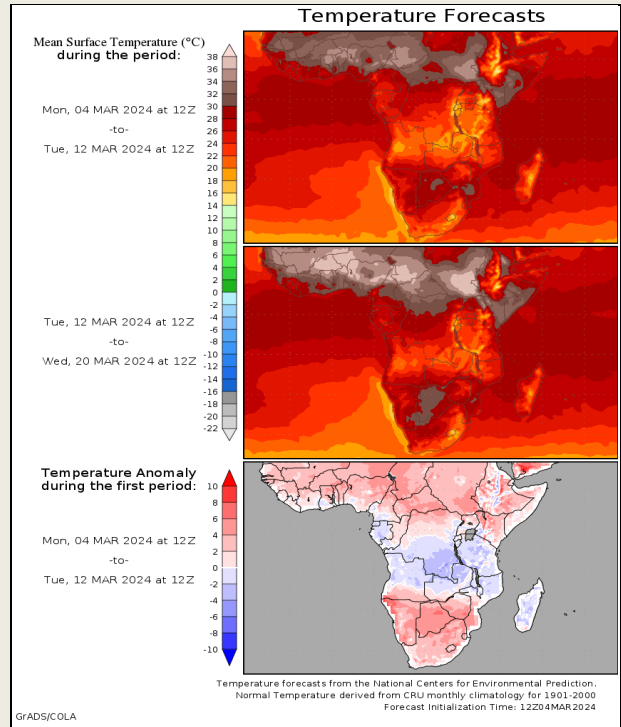 Temperature Forecasts
Mean Surface Temperature (°C)
during the period:
38
36
34
32
30
28
26
24
22
20
18
16
14
12
10
8
6
4
2
0
-2
-4
-6
-8
-10
-12
-14
-16
-18
-20
-22
Mon, 04 MAR 2024 at 12Z
-to-
Tue, 12 MAR 2024 at 12Z
Tue, 12 MAR 2024 at 12Z
-to-
Wed, 20 MAR 2024 at 12Z
Temperature Anomaly
during the first period:
10
8
6
4
2
0
-2
-4
-6
-8
-10
Mon, 04 MAR 2024 at 12Z
-to-
Tue, 12 MAR 2024 at 12Z
Temperature forecasts from the National Centers for Environmental Prediction.
Normal Temperature derived from CRU monthly climatology for 1901-2000
Forecast Initialization Time: 12Z04MAR2024
GrADS/COLA